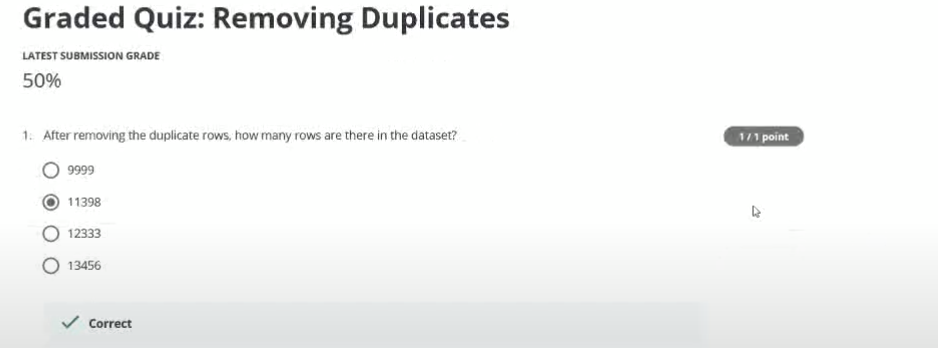 Graded Quiz: Removing Duplicates
LATEST SUBMISSION GRADE
50%
1. After removing the duplicate rows, how many rows are there in the dataset?
1 / 1 point
9999
11398
12333
13456
Correct